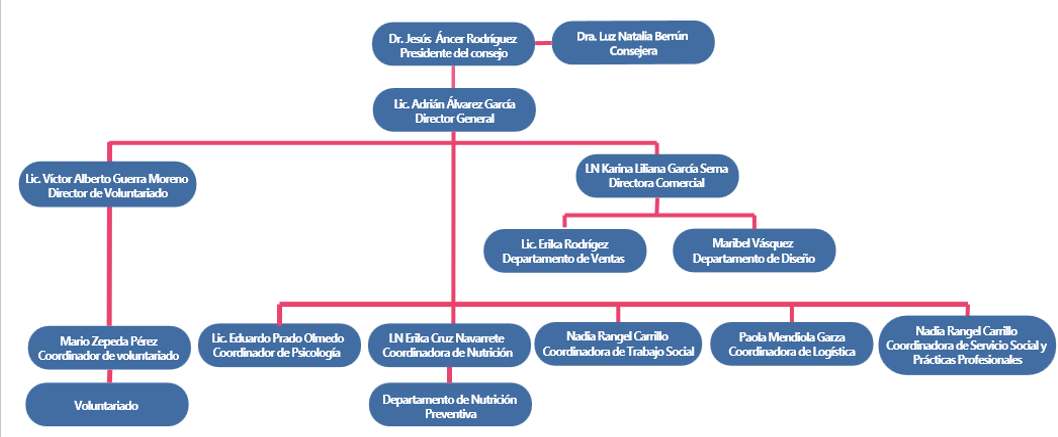 Dr. Jesús Áncer Rodríguez
Presidente del consejo
Dra. Luz Natalia Berrún
Consejera
Lic. Adrián Álvarez García
Director General
Lic. Víctor Alberto Guerra Moreno
Director de Voluntariado
LN Karina Liliana García Serna
Directora Comercial
Lic. Erika Rodrígez
Departamento de Ventas
Maribel Vásquez
Departamento de Diseño
Mario Zepeda Pérez
Coordinador de voluntariado
Lic. Eduardo Prado Olmedo
Coordinador de Psicología
LN Erika Cruz Navarrete
Coordinadora de Nutrición
Nadia Rangel Carrillo
Coordinadora de Trabajo Social
Paola Mendiola Garza
Coordinadora de Logística
Nadia Rangel Carrillo
Coordinadora de Servicio Social y
Prácticas Profesionales
Voluntariado
Departamento de Nutrición
Preventiva